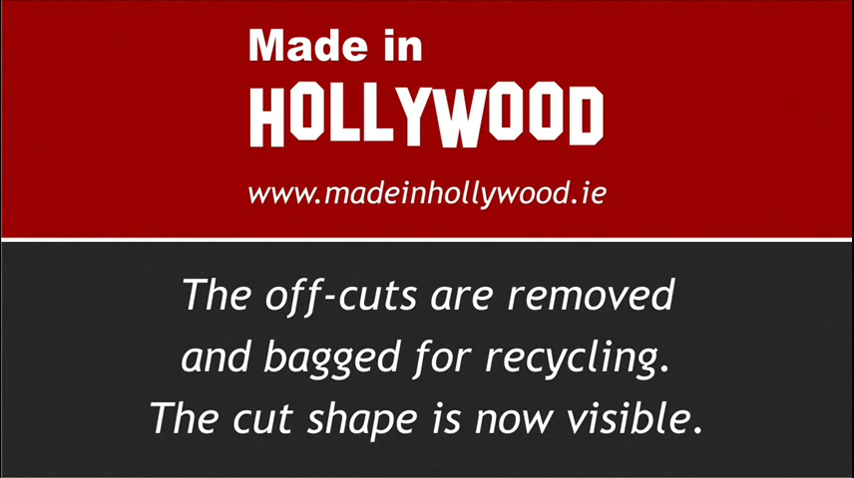 Made in
HOLLYWOOD
www.madeinhollywood.ie
The off-cuts are removed
and bagged for recycling.
The cut shape is now visible.